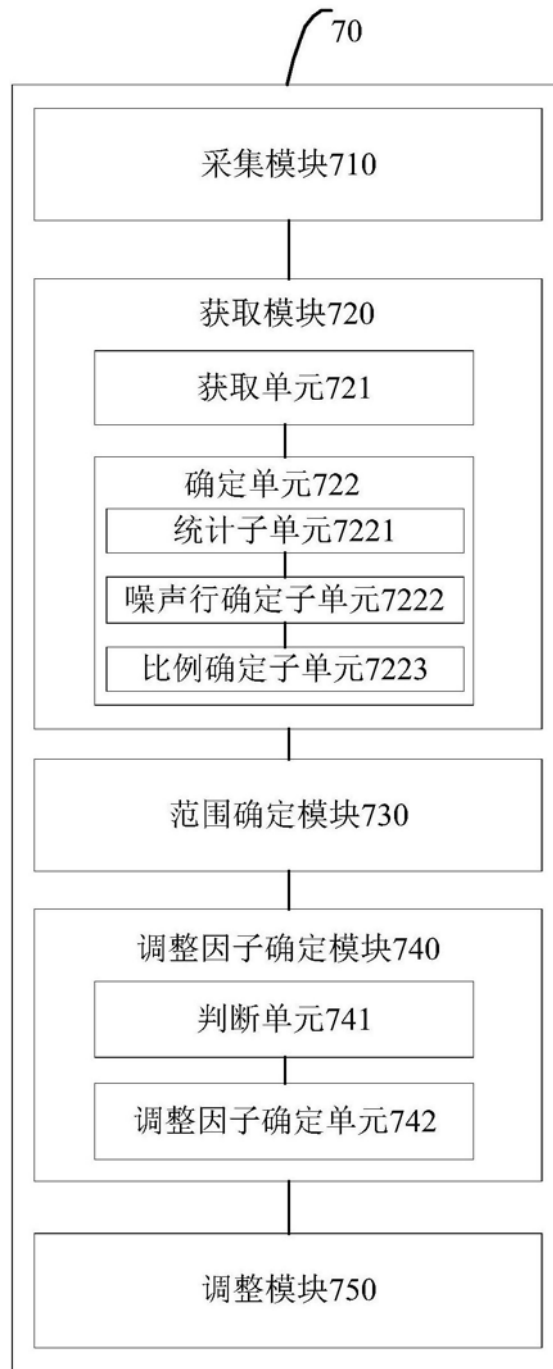 70
采集模块710
获取模块720
获取单元721
确定单元722
统计子单元7221
噪声行确定子单元7222
比例确定子单元7223
范围确定模块730
调整因子确定模块740
判断单元741
调整因子确定单元742
调整模块750